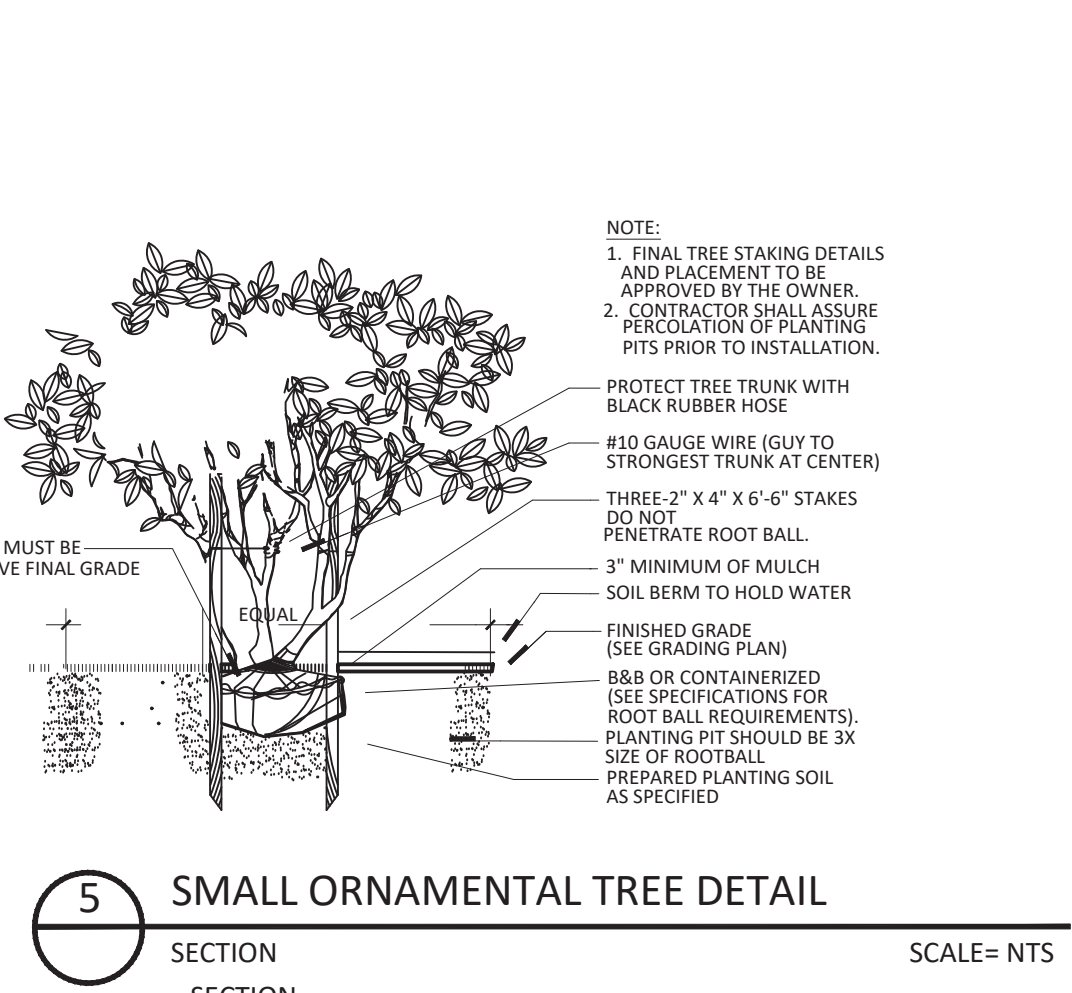 NOTE:
1. FINAL TREE STAKING DETAILS
AND PLACEMENT TO BE
APPROVED BY THE OWNER.
2. CONTRACTOR SHALL ASSURE
PERCOLATION OF PLANTING
PITS PRIOR TO INSTALLATION.
PROTECT TREE TRUNK WITH
BLACK RUBBER HOSE
#10 GAUGE WIRE (GUY TO
STRONGEST TRUNK AT CENTER)
THREE-2" X 4" X 6'-6" STAKES
DO NOT
PENETRATE ROOT BALL.
MUST BE
VE FINAL GRADE
3" MINIMUM OF MULCH
SOIL BERM TO HOLD WATER
EQUAL
FINISHED GRADE
(SEE GRADING PLAN)
B&B OR CONTAINERIZED
(SEE SPECIFICATIONS FOR
ROOT BALL REQUIREMENTS).
PLANTING PIT SHOULD BE 3X
SIZE OF ROOTBALL
PREPARED PLANTING SOIL
AS SPECIFIED
5
SMALL ORNAMENTAL TREE DETAIL
SECTION
SCALE= NTS
SECTION